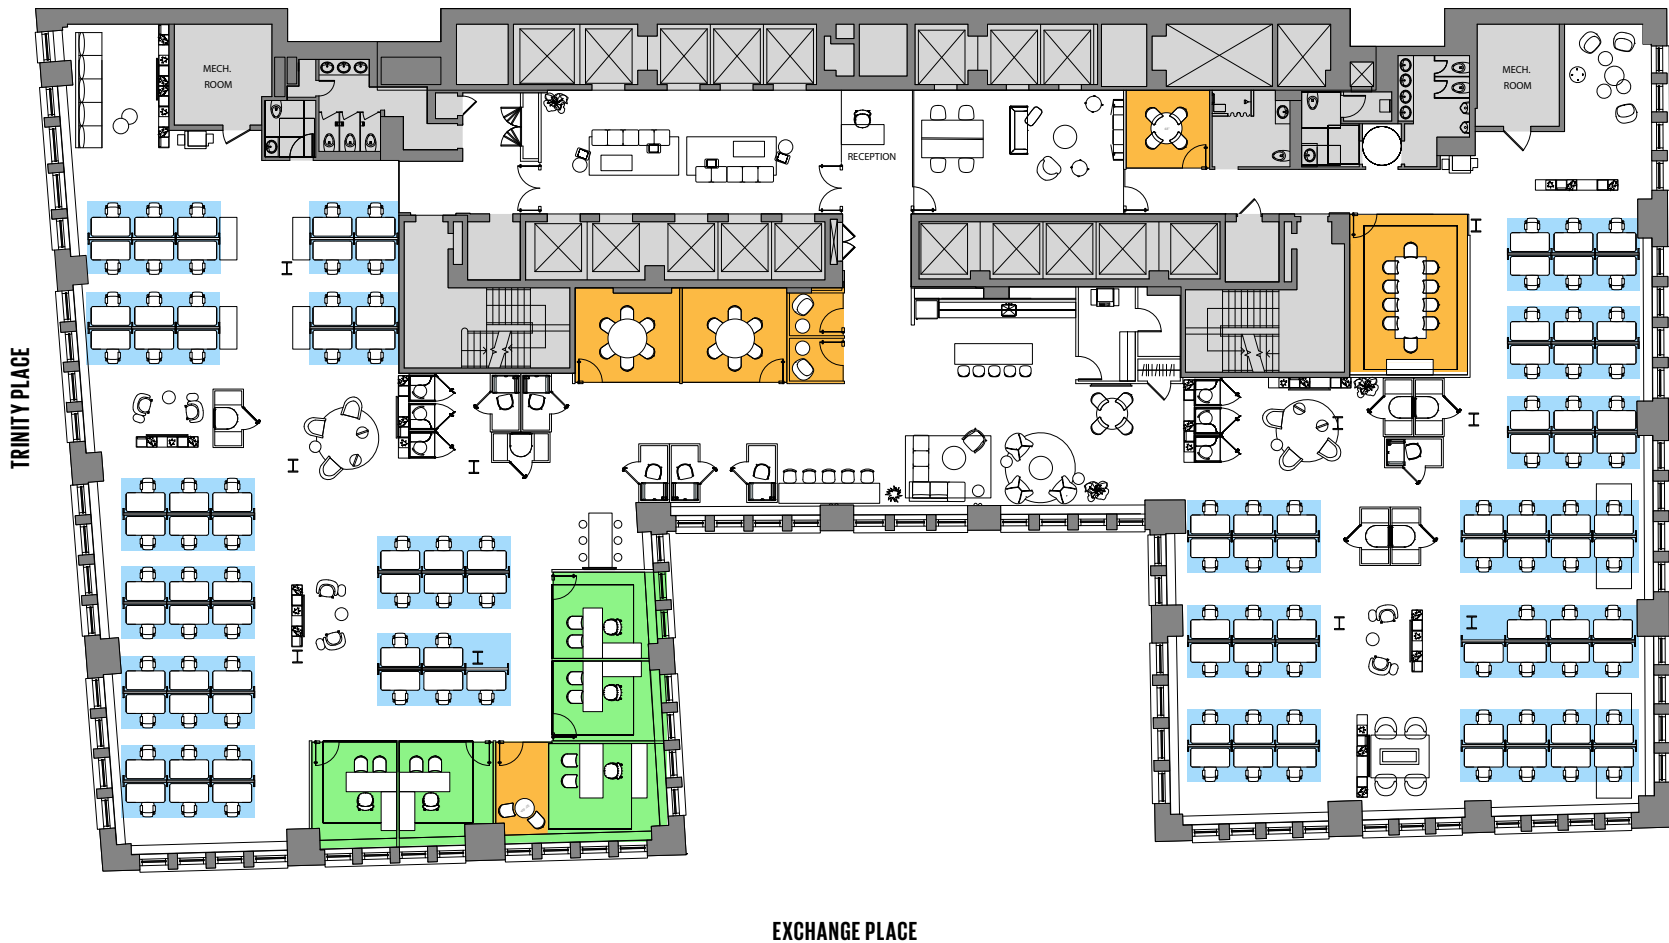 MECH.
ROOM
MECH.
ROOM
RECEPTION
TRINITY PLACE
EXCHANGE PLACE